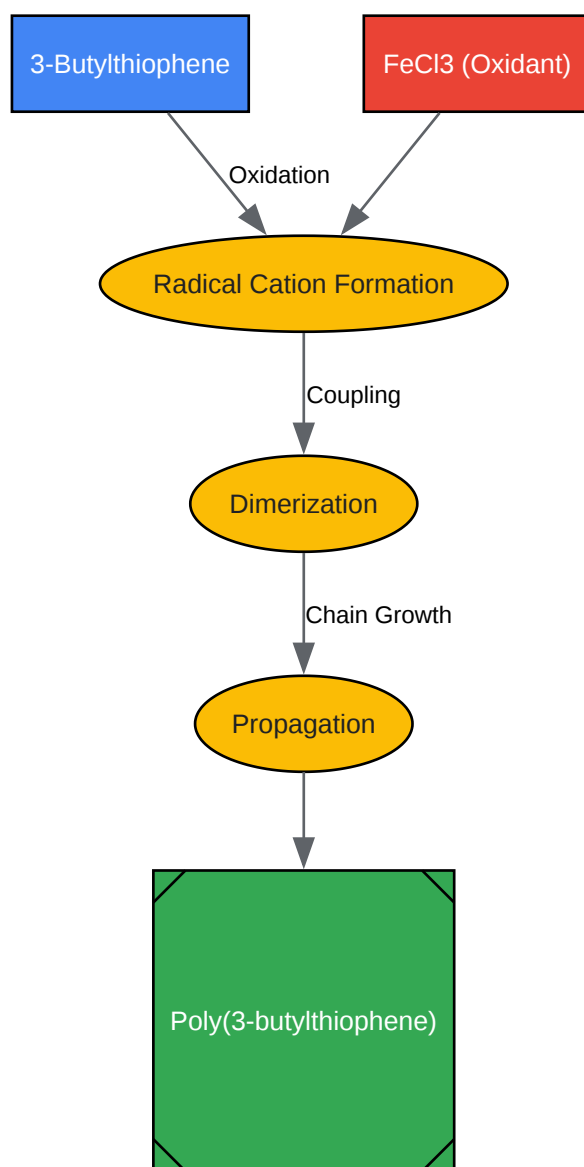 3-Butylthiophene
FeCl3 (Oxidant)
Oxidation
Radical Cation Formation
Coupling
Dimerization
Chain Growth
Propagation
Poly(3-butylthiophene)